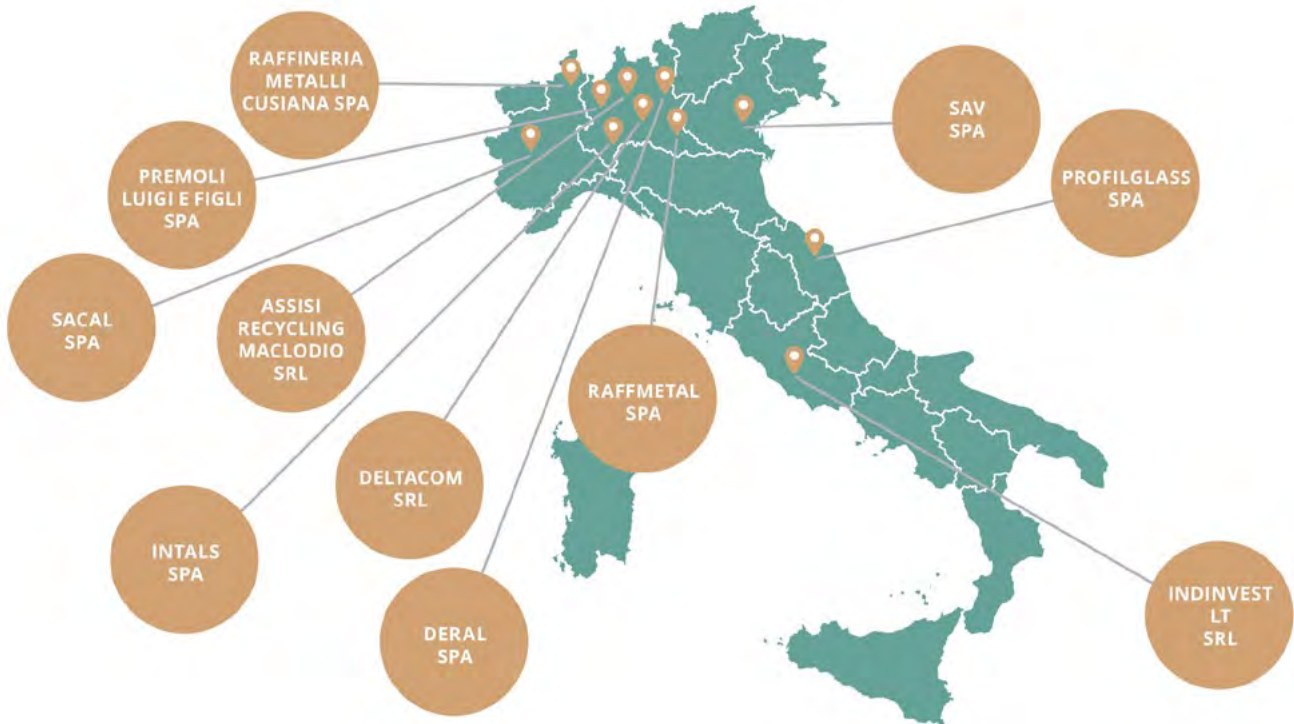 RAFFINERIA
METALLI
CUSIANA SPA
SAV
SPA
PREMOLI
LUIGI E FIGLI
SPA
PROFILGLASS
SPA
SACAL
SPA
ASSISI
RECYCLING
MACLODIO
SRL
RAFFMETAL
SPA
DELTACOM
SRL
INTALS
SPA
DERAL
SPA
INDINVEST
LT
SRL